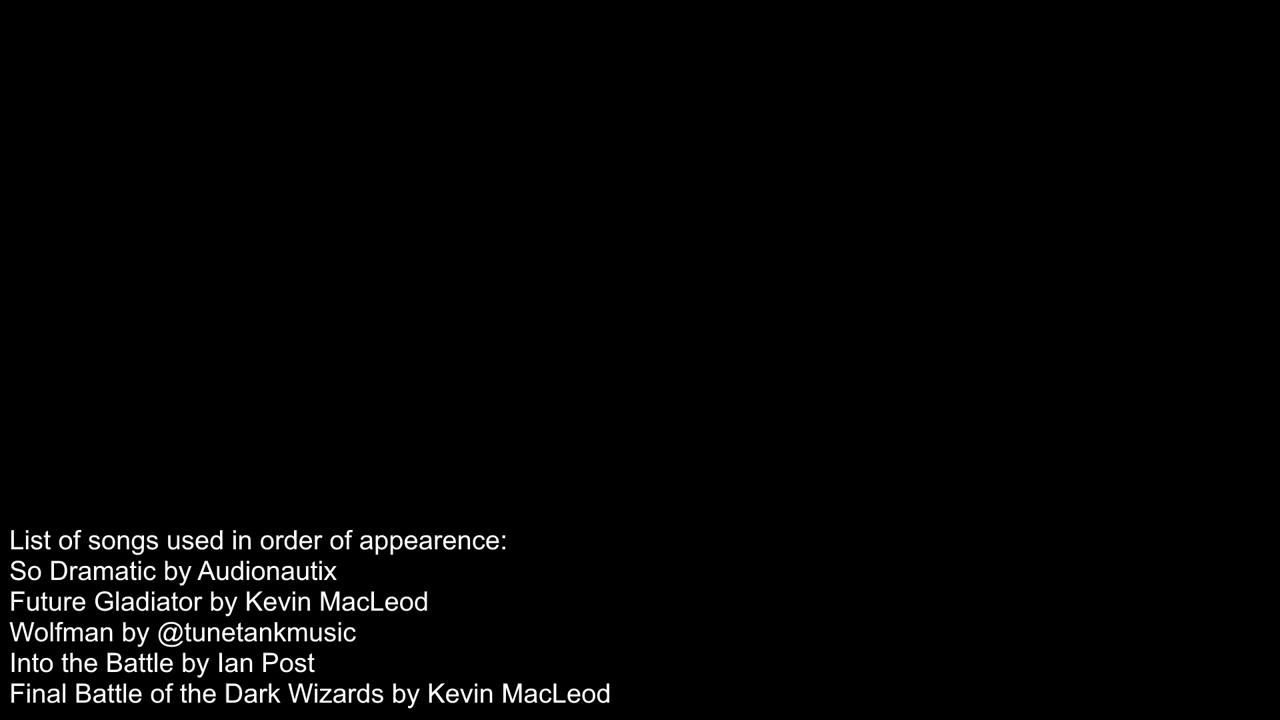 List of songs used in order of appearence:
So Dramatic by Audionautix
Future Gladiator by Kevin MacLeod
Wolfman by @tunetankmusic
Into the Battle by Ian Post
Final Battle of the Dark Wizards by Kevin MacLeod